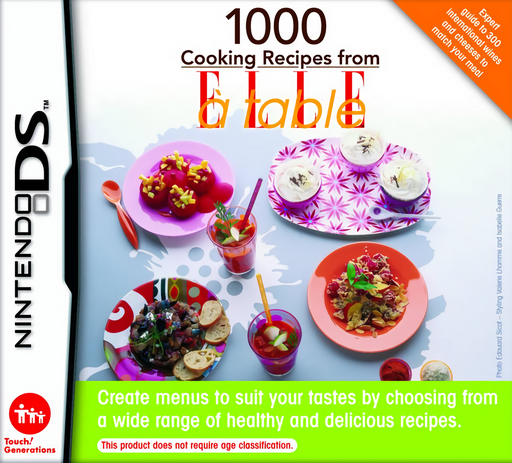 1000
Cooking Recipes from
ELLE
à table
Expert
guide to 300
international wines
and cheeses to
match your meal
NINTENDO DS™
Photo Edouard Sicot – Styling Valérie Lhomme and Isabelle Guerre
Create menus to suit your tastes by choosing from
a wide range of healthy and delicious recipes.
This product does not require age classification.
Touch!
Generations